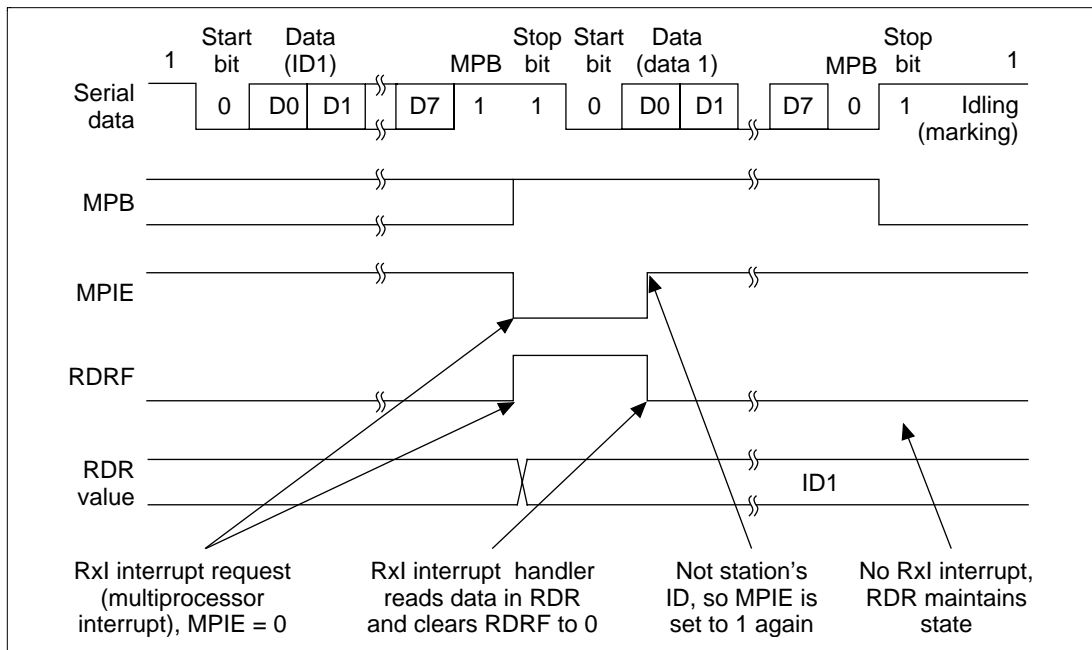 1
Start bit
Data (ID1)
MPB
Stop bit
Start bit
Data (data 1)
MPB
Stop bit
1
Serial data
0
D0
D1
D7
1
1
0
D0
D1
D7
0
1
Idling (marking)
MPB
MPIE
RDRF
RDR value
ID1
RxI interrupt request
(multiprocessor
interrupt), MPIE = 0
RxI interrupt handler
reads data in RDR
and clears RDRF to 0
Not station's
ID, so MPIE is
set to 1 again
No RxI interrupt,
RDR maintains
state